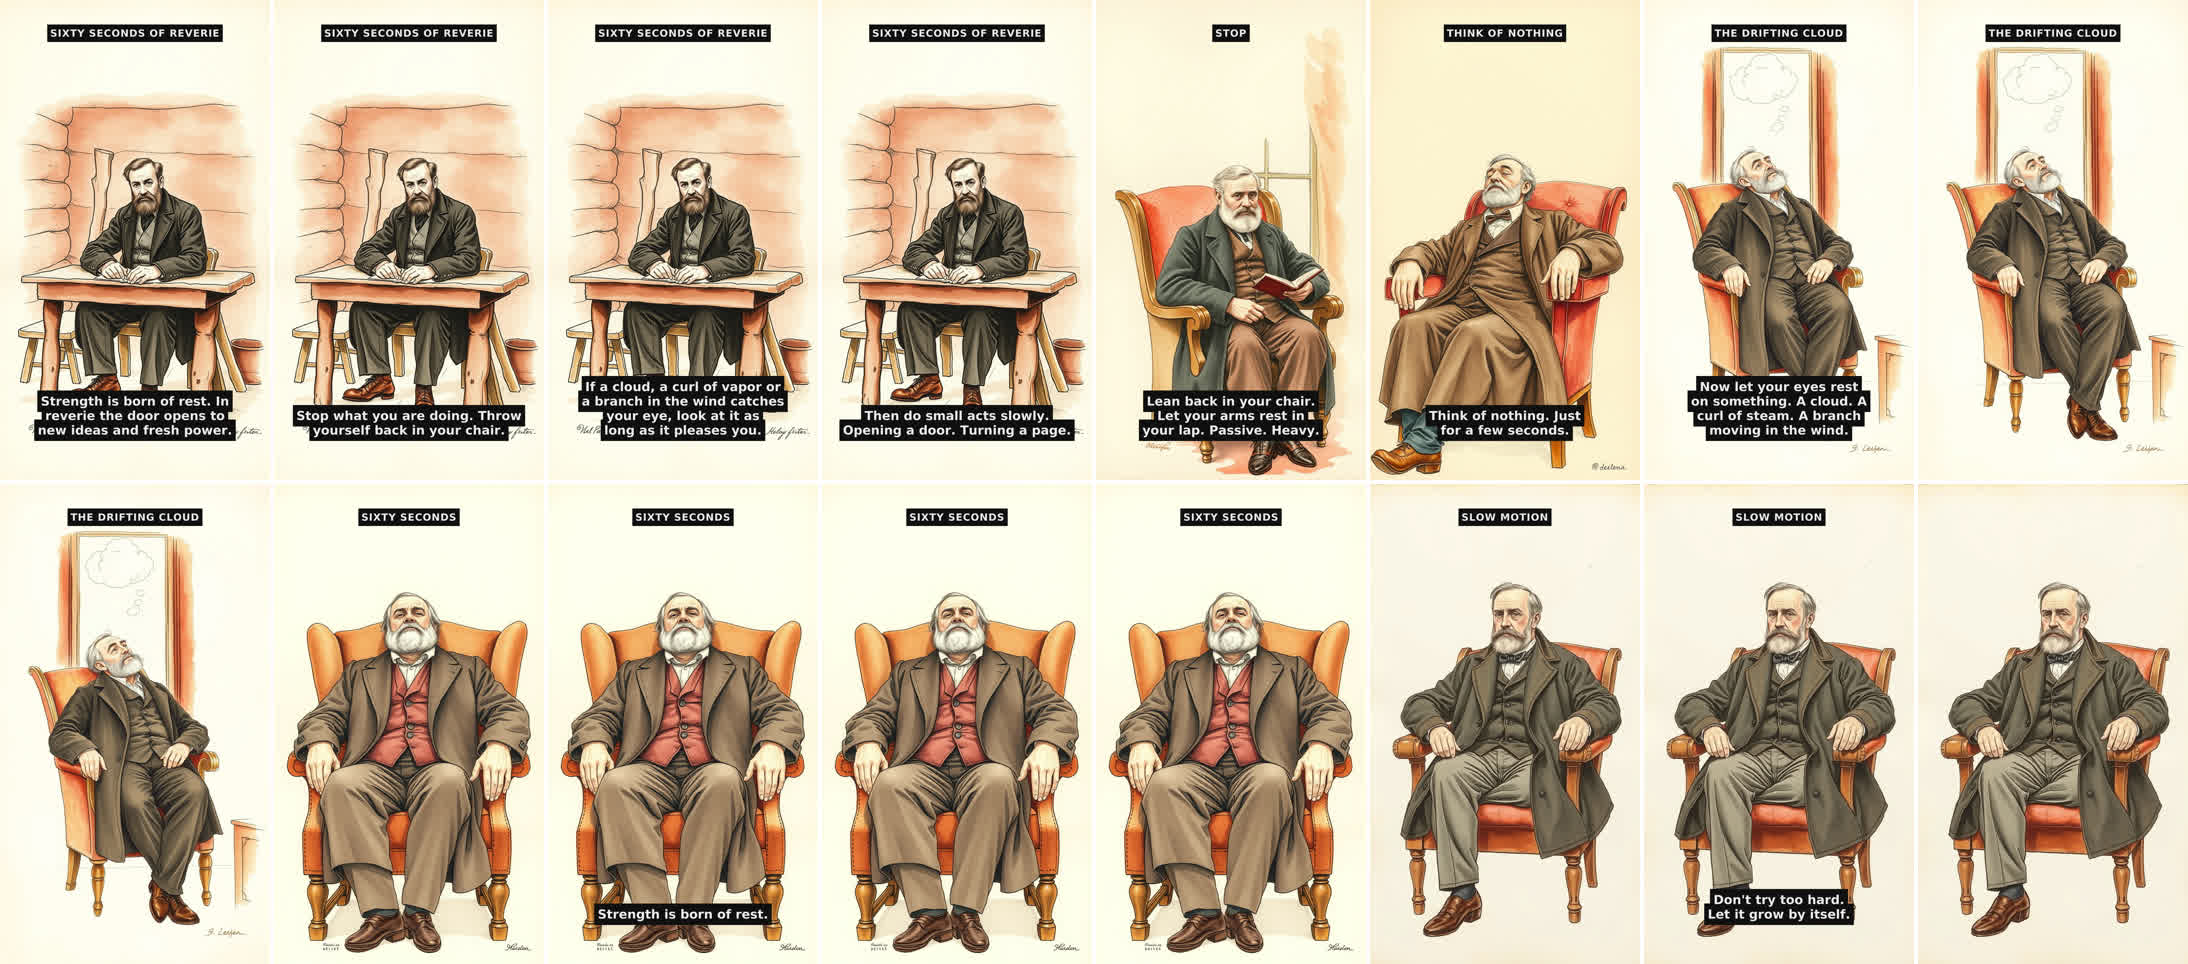 SIXTY SECONDS OF REVERIE
Strength is born of rest. In
reverie the door opens to
new ideas and fresh power.
SIXTY SECONDS OF REVERIE
Stop what you are doing. Throw
yourself back in your chair.
SIXTY SECONDS OF REVERIE
If a cloud, a curl of vapor or
a branch in the wind catches
your eye, look at it as
long as it pleases you.
SIXTY SECONDS OF REVERIE
Then do small acts slowly.
Opening a door. Turning a page.
STOP
Lean back in your chair.
Let your arms rest in
your lap. Passive. Heavy.
THINK OF NOTHING
Think of nothing. Just
for a few seconds.
THE DRIFTING CLOUD
Now let your eyes rest
on something. A cloud. A
curl of steam. A branch
moving in the wind.
THE DRIFTING CLOUD
THE DRIFTING CLOUD
SIXTY SECONDS
SIXTY SECONDS
Strength is born of rest.
SIXTY SECONDS
SIXTY SECONDS
SLOW MOTION
SLOW MOTION
Don't try too hard.
Let it grow by itself.